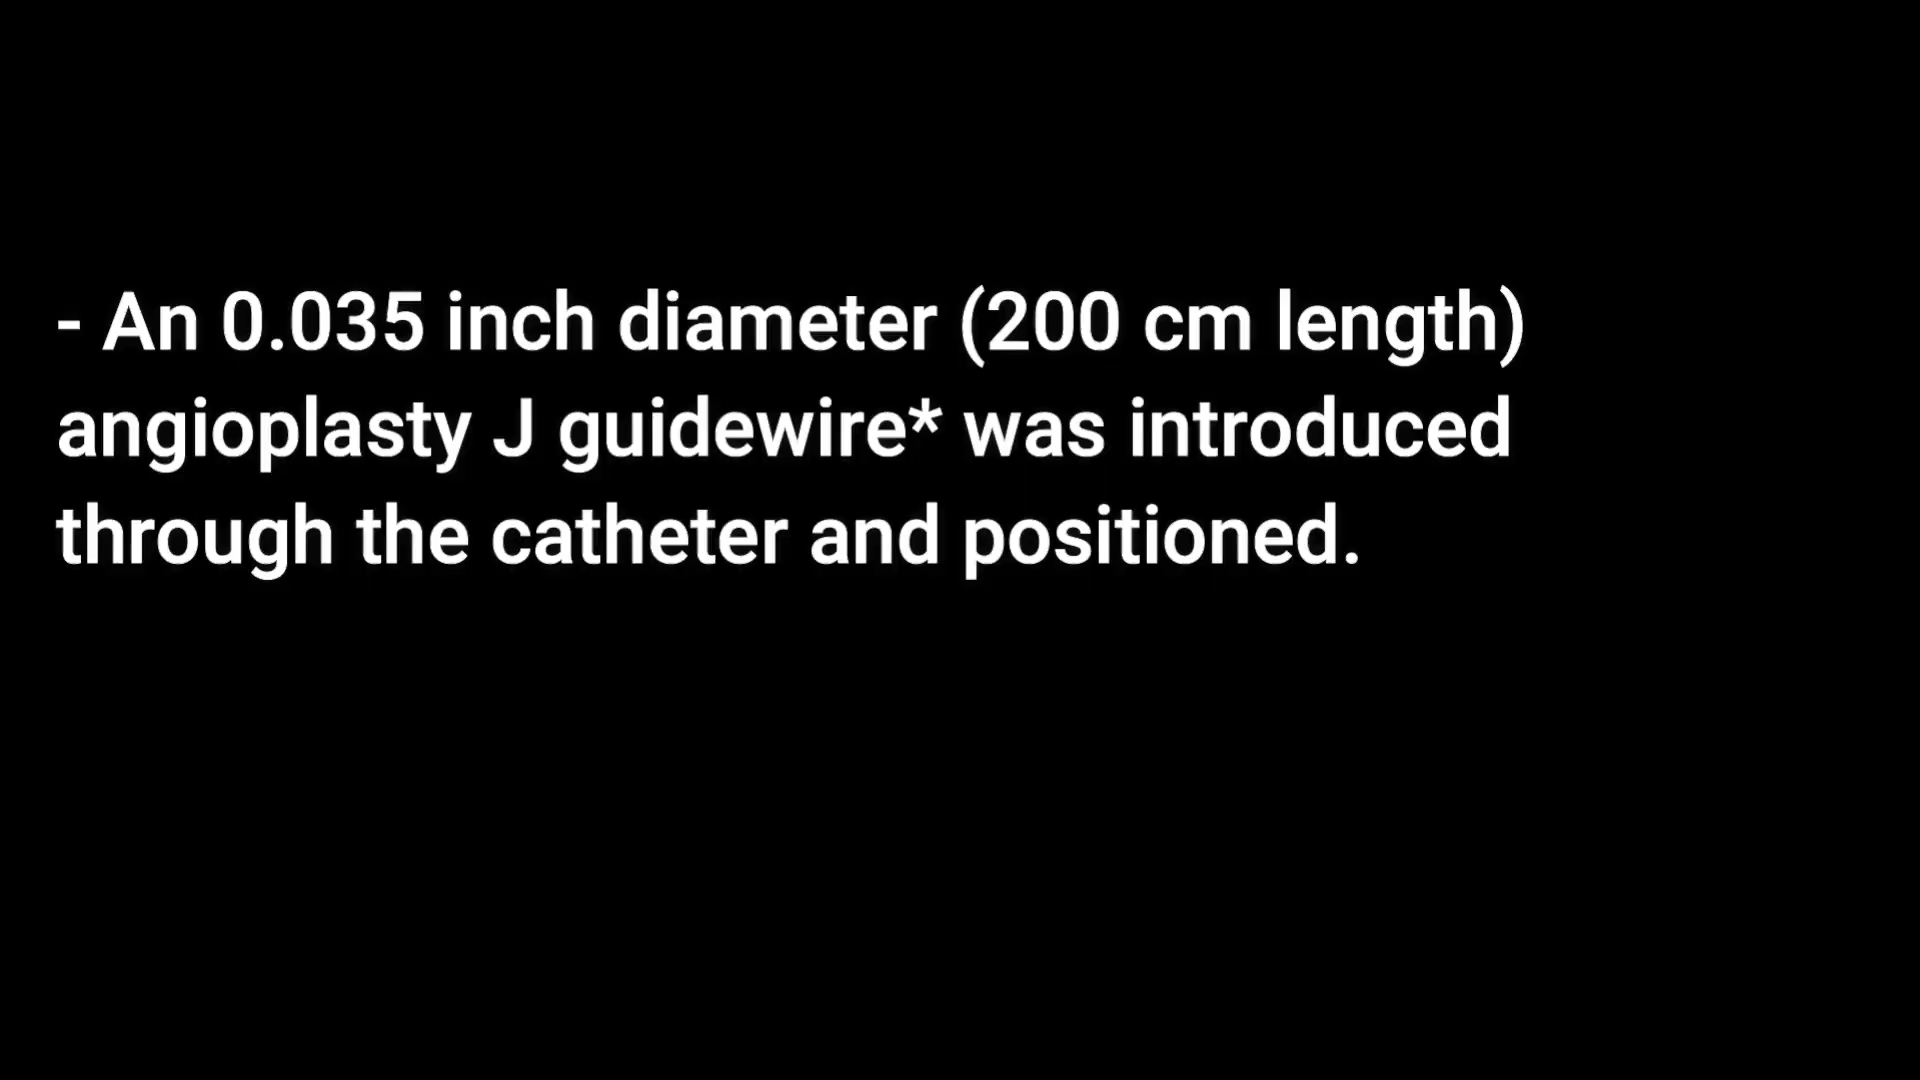 - An 0.035 inch diameter (200 cm length)
angioplasty J guidewire* was introduced
through the catheter and positioned.